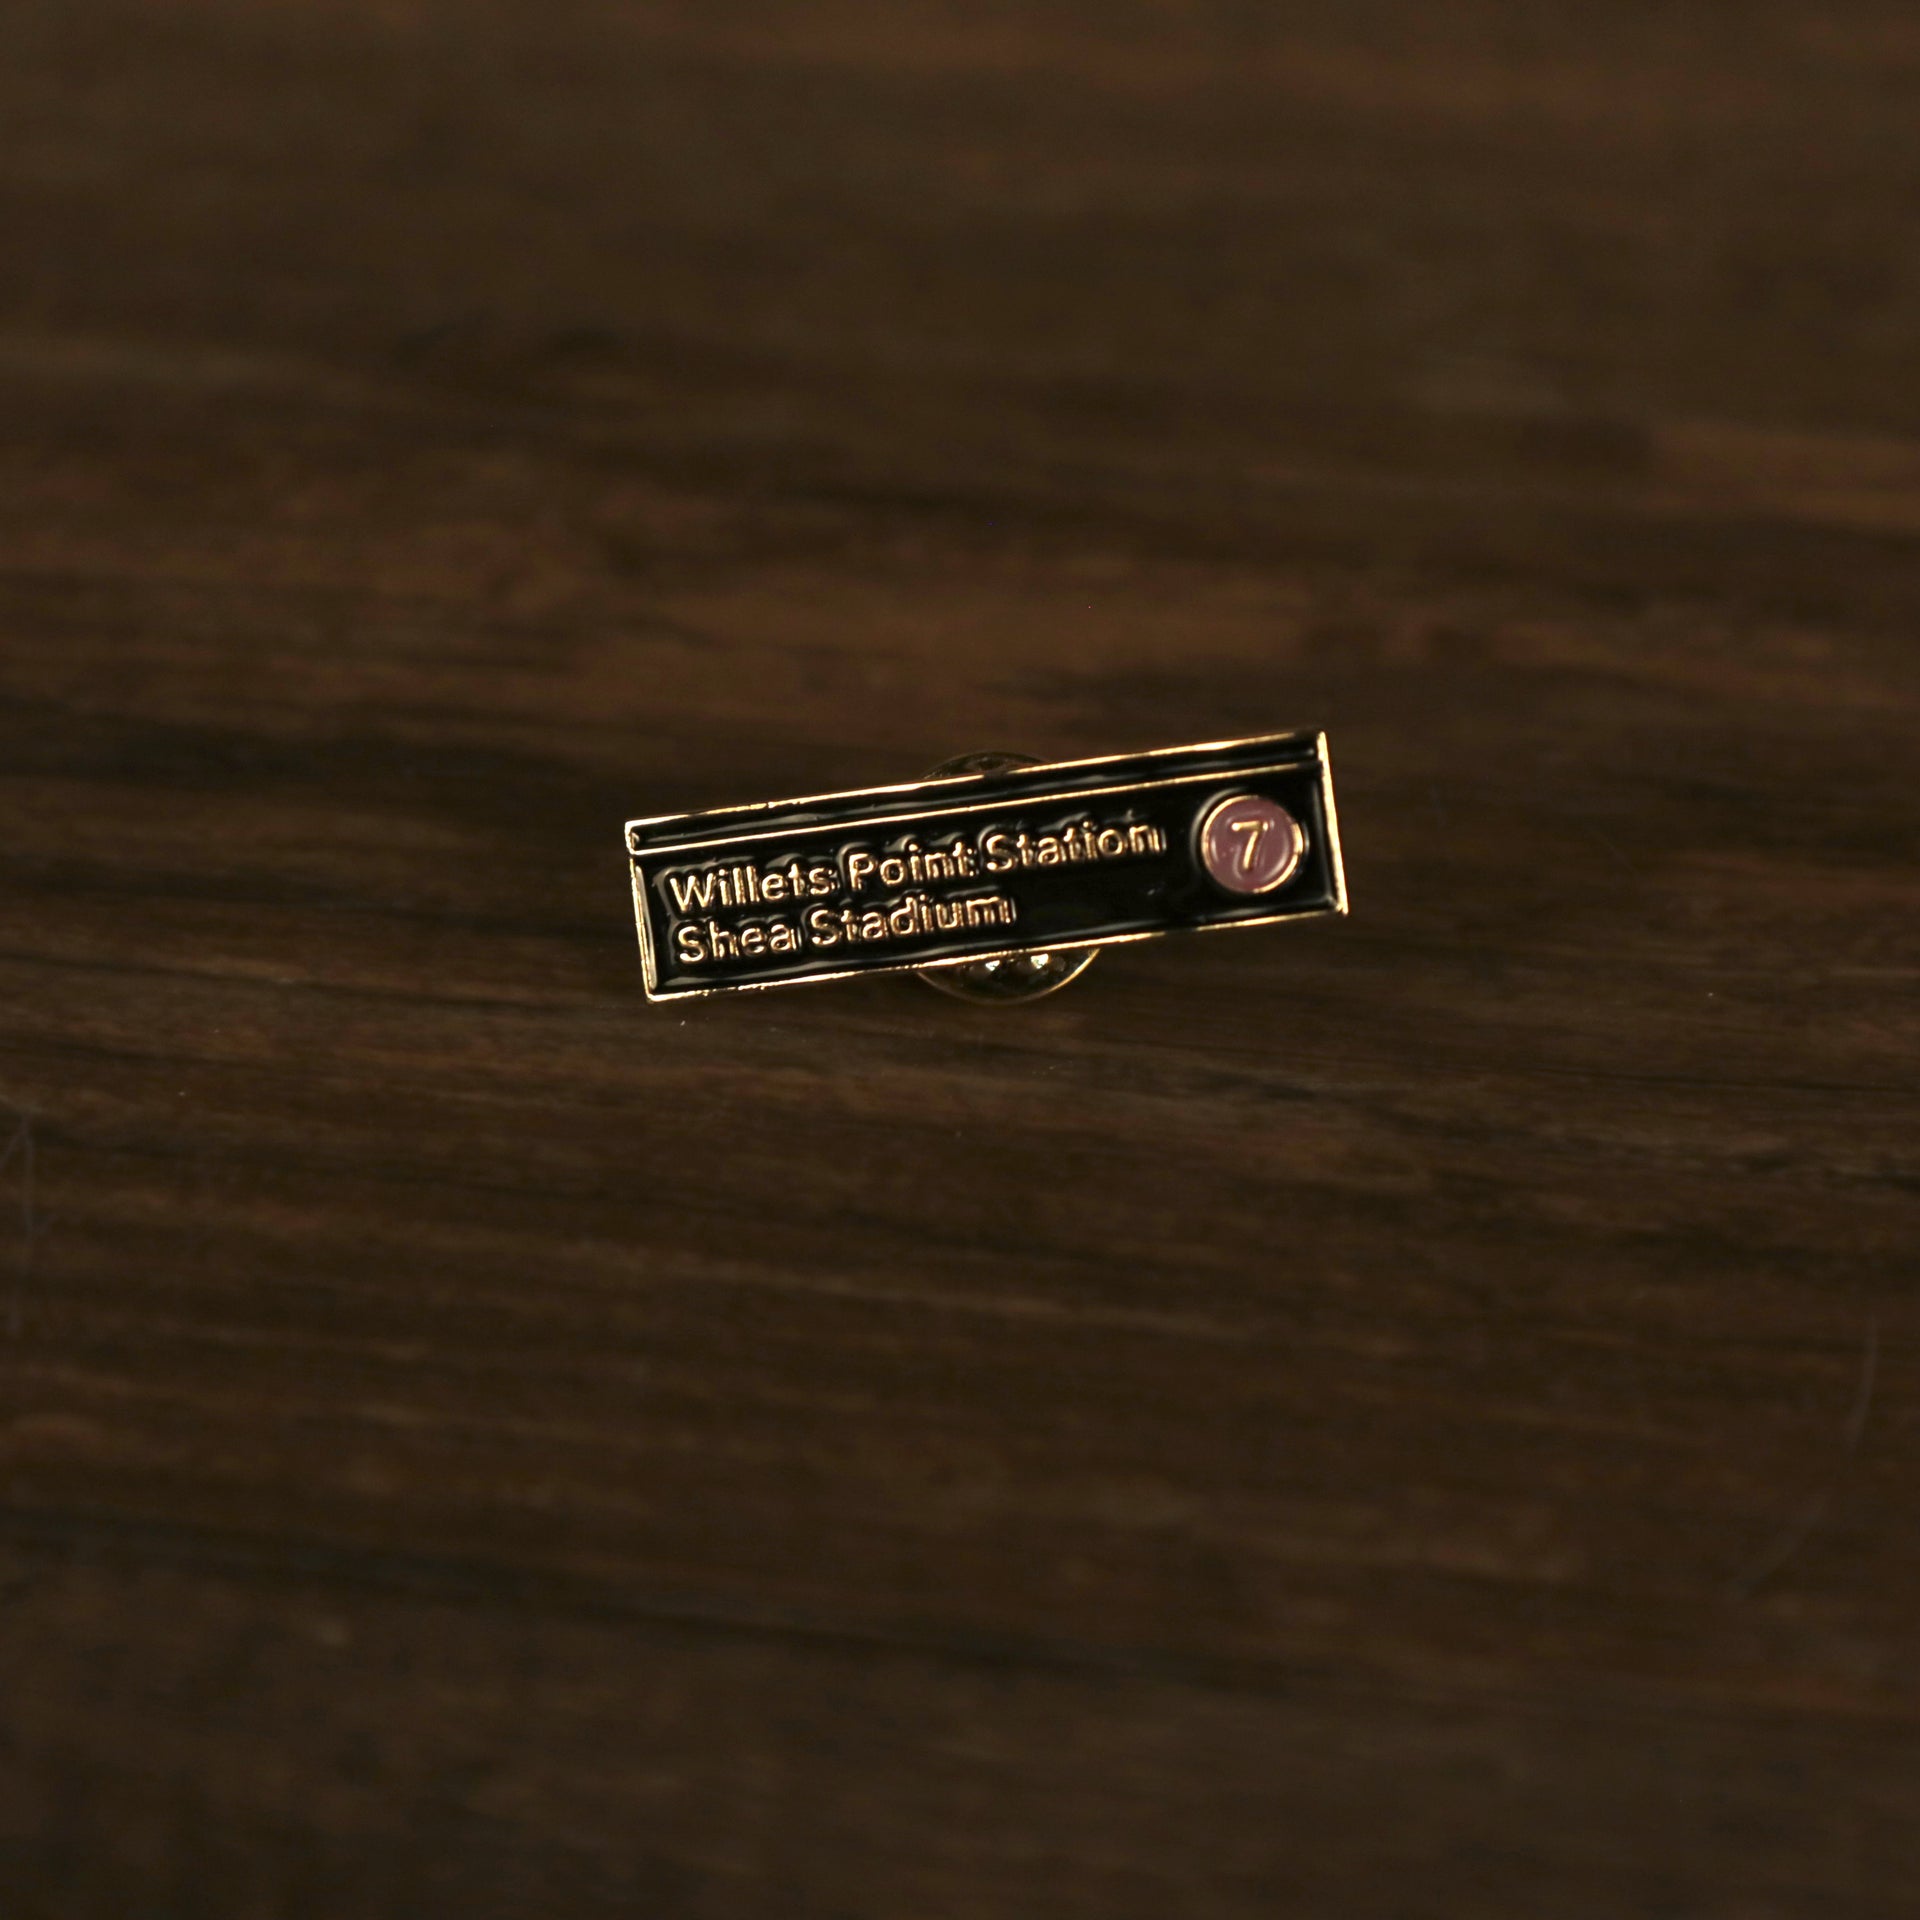 Willets Point Station
Shea Stadium
7